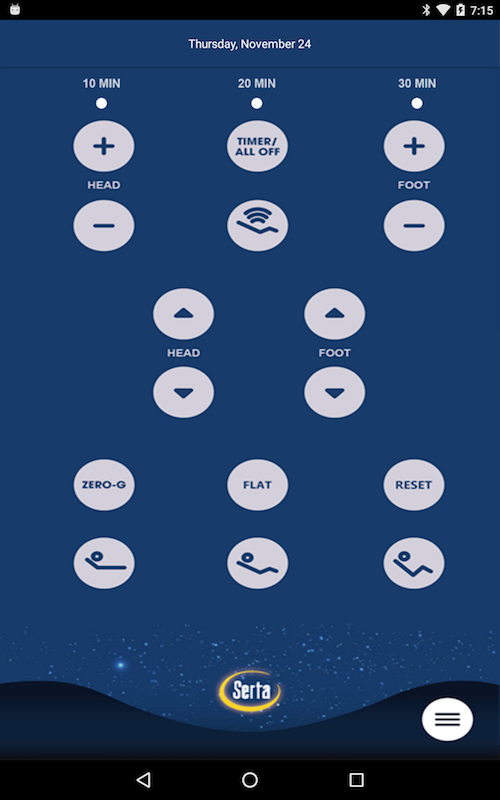 7:15
Thursday, November 24
10 MIN 20 MIN 30 MIN
TIMER/
ALL OFF
HEAD FOOT
HEAD FOOT
ZERO-G FLAT RESET
Serta